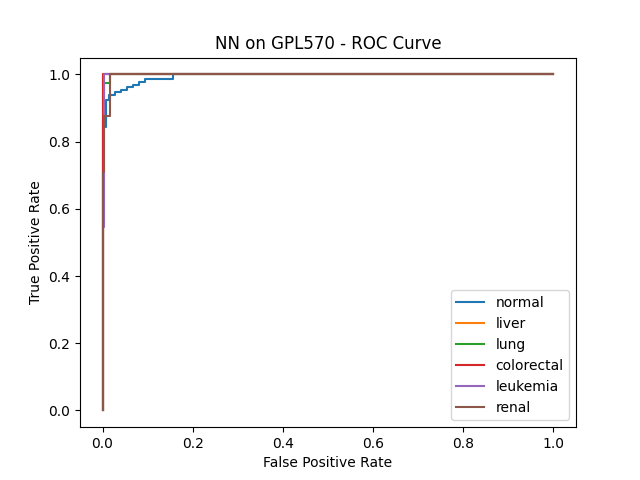 NN on GPL570 - ROC Curve
True Positive Rate
1.0
0.8
0.6
0.4
0.2
0.0
normal
liver
lung
colorectal
leukemia
renal
0.0 0.2 0.4 0.6 0.8 1.0
False Positive Rate